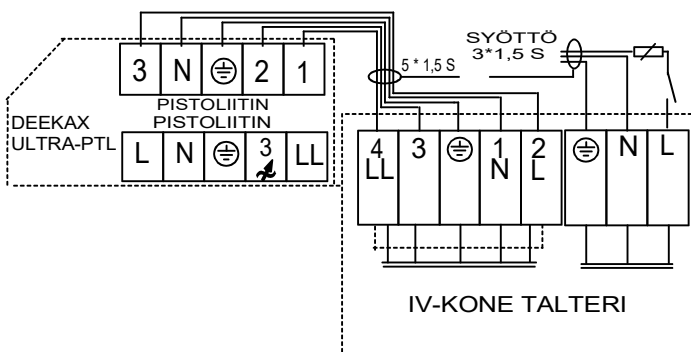 SYÖTTÖ
3*1,5 S
5 * 1,5 S
3 N 2 1
PISTOLIITIN
PISTOLIITIN
DEEKAX
ULTRA-PTL
L N 3 LL
4 3 1 2
LL N L
N L
IV-KONE TALTERI